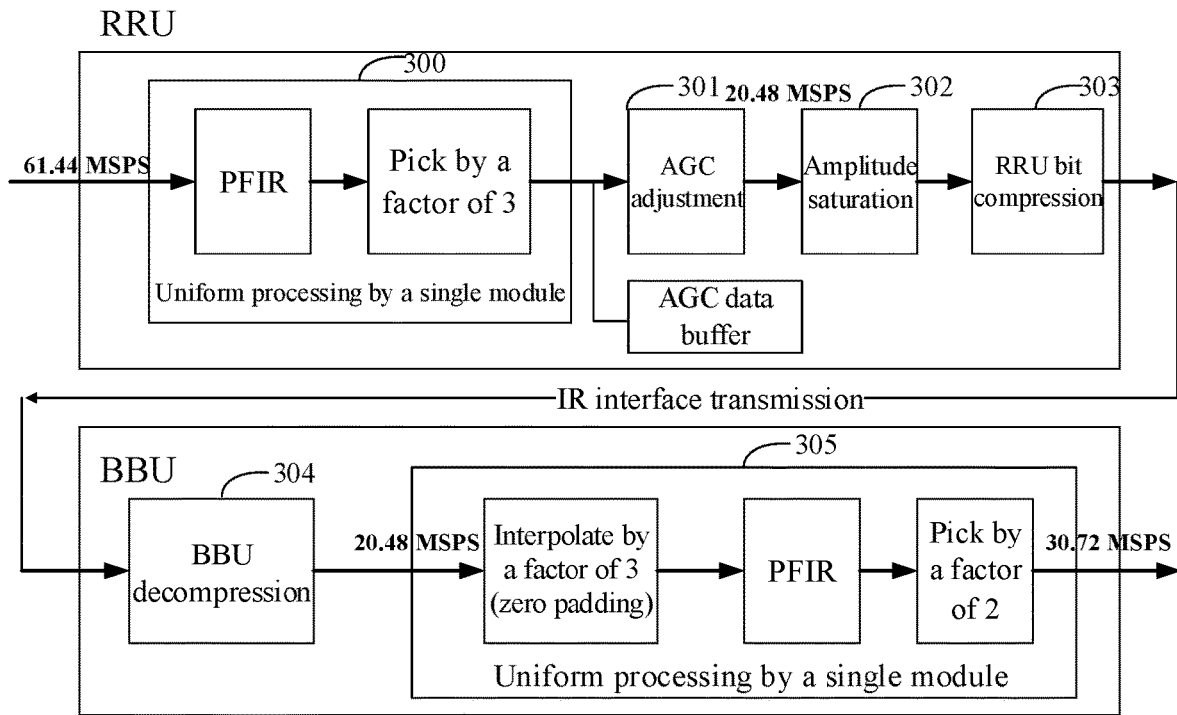 RRU
300
301
20.48 MSPS
302
303
61.44 MSPS
PFIR
Pick by a
factor of 3
AGC
adjustment
Amplitude
saturation
RRU bit
compression
Uniform processing by a single module
AGC data
buffer
IR interface transmission
BBU
304
305
BBU
decompression
20.48 MSPS
Interpolate by
a factor of 3
(zero padding)
PFIR
Pick by
a factor
of 2
30.72 MSPS
Uniform processing by a single module